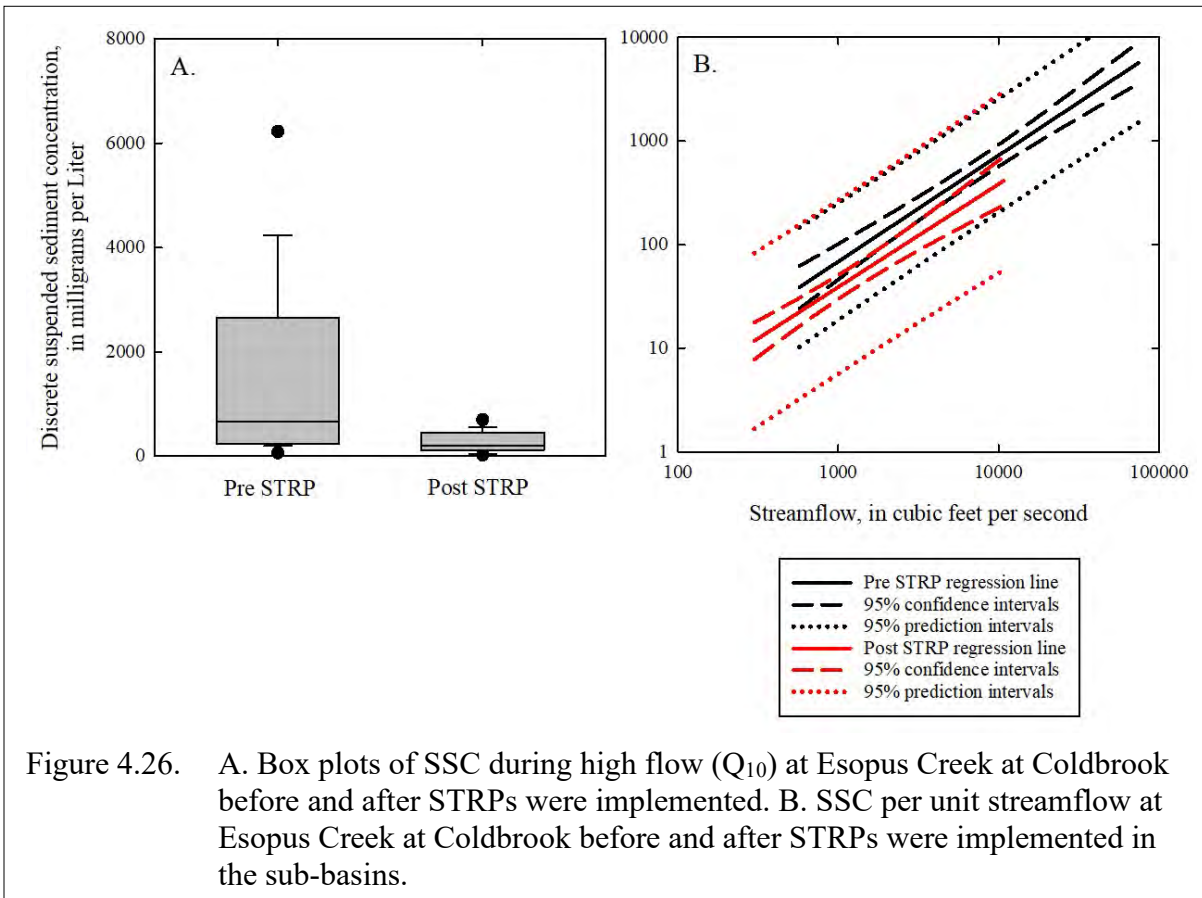 Discrete suspended sediment concentration,
in milligrams per Liter
8000
6000
4000
2000
0
A.
Pre STRP
Post STRP
B.
10000
1000
100
10
1
100
1000
10000
100000
Streamflow, in cubic feet per second
Pre STRP regression line
95% confidence intervals
95% prediction intervals
Post STRP regression line
95% confidence intervals
95% prediction intervals
Figure 4.26. A. Box plots of SSC during high flow (Q10) at Esopus Creek at Coldbrook
before and after STRPs were implemented. B. SSC per unit streamflow at
Esopus Creek at Coldbrook before and after STRPs were implemented in
the sub-basins.